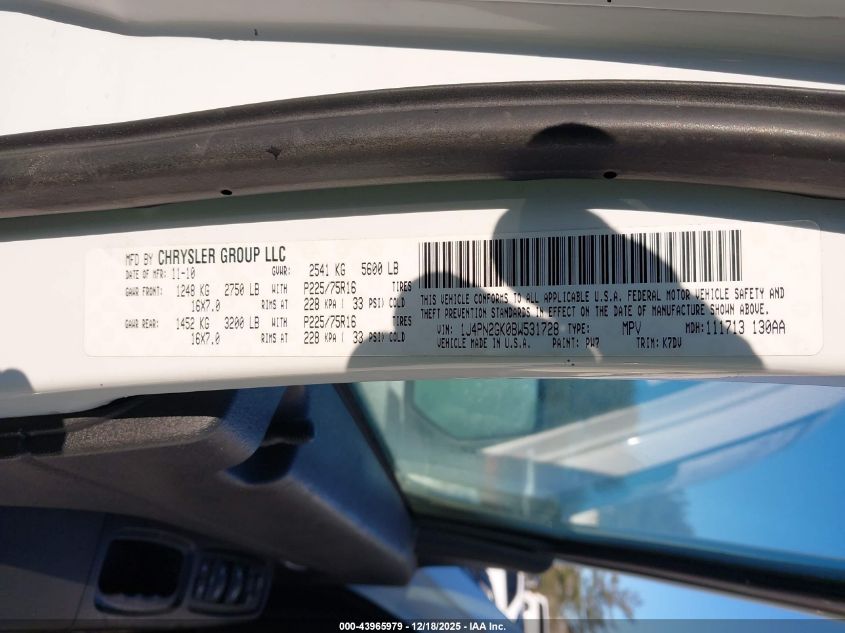 MFD BY CHRYSLER GROUP LLC
DATE OF MFR: 11-10 GVWR: 2541 KG 5600 LB
GAWR FRONT: 1248 KG 2750 LB WITH P225/75R16 TIRES
16X7.0 RIMS AT 228 KPA ( 33 PSI) COLD
GAWR REAR: 1452 KG 3200 LB WITH P225/75R16 TIRES
16X7.0 RIMS AT 228 KPA ( 33 PSI) COLD
THIS VEHICLE CONFORMS TO ALL APPLICABLE U.S.A. FEDERAL MOTOR VEHICLE SAFETY AND
THEFT PREVENTION STANDARDS IN EFFECT ON THE DATE OF MANUFACTURE SHOWN ABOVE.
VIN: 1J4PN2GK0BW531728 TYPE: MPV MDH: 111713 130AA
VEHICLE MADE IN U.S.A. PAINT: PW7 TRIM: K7DV
000-43965979 - 12/18/2025 - IAA Inc.